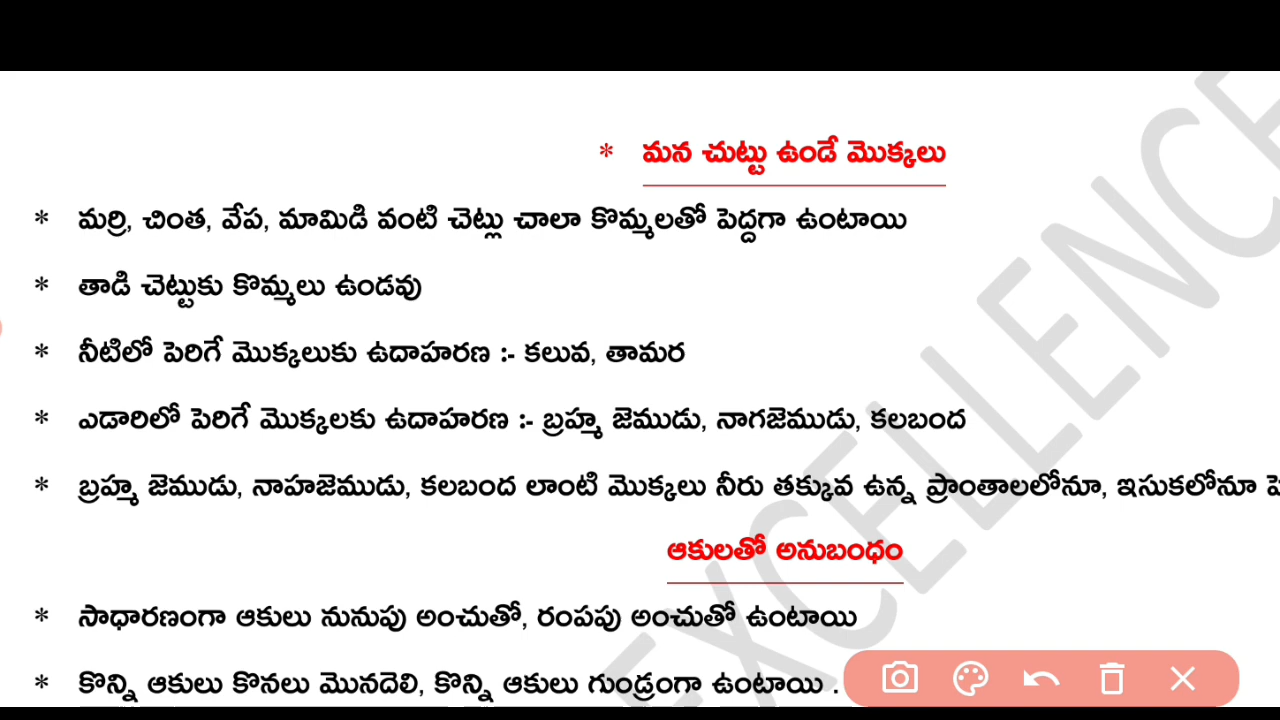 * మన చుట్టు ఉండే మొక్కలు
* మర్రి, చింత, వేప, మామిడి వంటి చెట్లు చాలా కొమ్మలతో పెద్దగా ఉంటాయి
* తాడి చెట్టుకు కొమ్మలు ఉండవు
* నీటిలో పెరిగే మొక్కలుకు ఉదాహరణ :- కలువ, తామర
* ఎడారిలో పెరిగే మొక్కలకు ఉదాహరణ :- బ్రహ్మ జెముడు, నాగజెముడు, కలబంద
* బ్రహ్మ జెముడు, నాహజెముడు, కలబంద లాంటి మొక్కలు నీరు తక్కువ ఉన్న ప్రాంతాలలోనూ, ఇసుకలోనూ
ఆకులతో అనుబంధం
* సాధారణంగా ఆకులు నునుపు అంచుతో, రంపపు అంచుతో ఉంటాయి
* కొన్ని ఆకులు కొనలు మొనదెలి, కొన్ని ఆకులు గుండ్రంగా ఉంటాయి .
EXCELLENCE